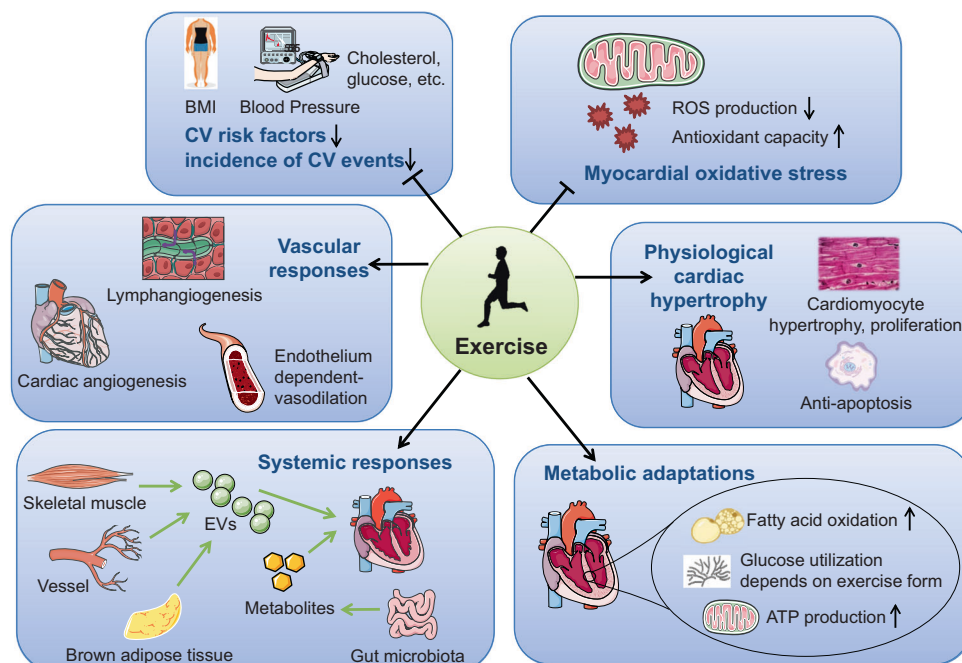 BMI
Blood Pressure
Cholesterol,
glucose, etc.
CV risk factors
incidence of CV events
ROS production
Antioxidant capacity
Myocardial oxidative stress
Vascular
responses
Lymphangiogenesis
Cardiac angiogenesis
Endothelium
dependent-
vasodilation
Exercise
Physiological
cardiac
hypertrophy
Cardiomyocyte
hypertrophy, proliferation
Anti-apoptosis
Systemic responses
Skeletal muscle
EVs
Vessel
Metabolites
Brown adipose tissue
Gut microbiota
Metabolic adaptations
Fatty acid oxidation
Glucose utilization
depends on exercise form
ATP production